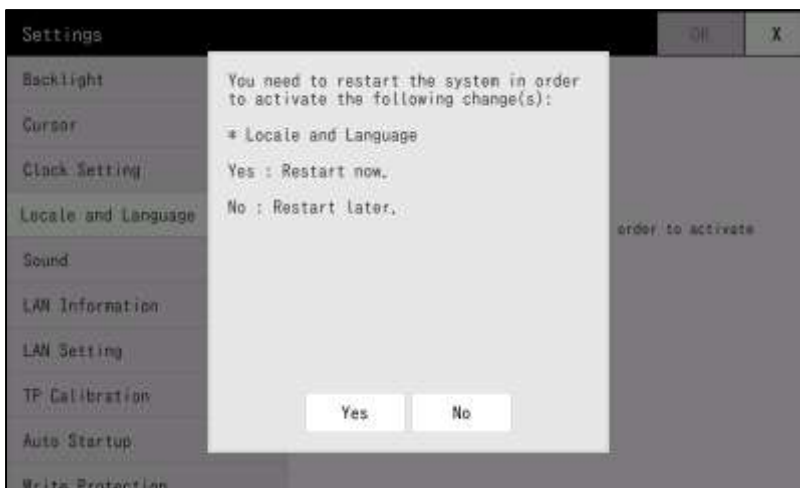 Settings
OK
X
Backlight
Cursor
Clock Setting
Locale and Language
Sound
LAN Information
LAN Setting
TP Calibration
Auto Startup
Write Protection
You need to restart the system in order
to activate the following change(s):
* Locale and Language
Yes : Restart now.
No : Restart later.
order to activate
Yes
No